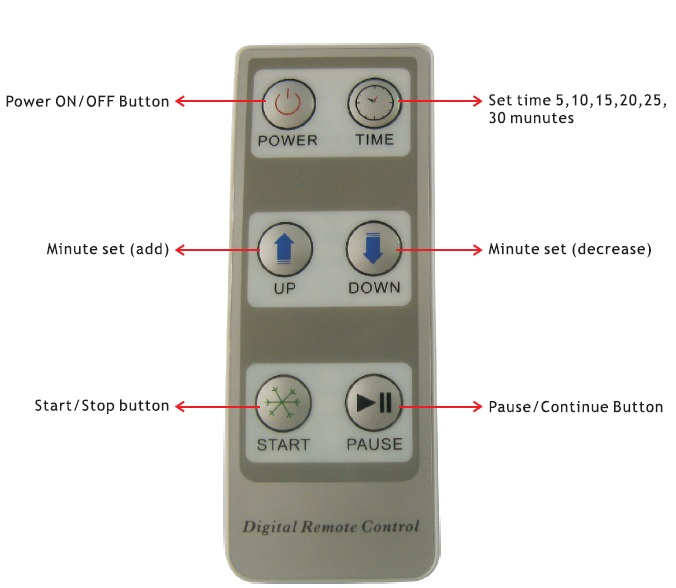 Power ON/OFF Button
Set time 5,10,15,20,25,
30 munutes
POWER
TIME
Minute set (add)
Minute set (decrease)
UP
DOWN
Start/Stop button
Pause/Continue Button
START
PAUSE
Digital Remote Control